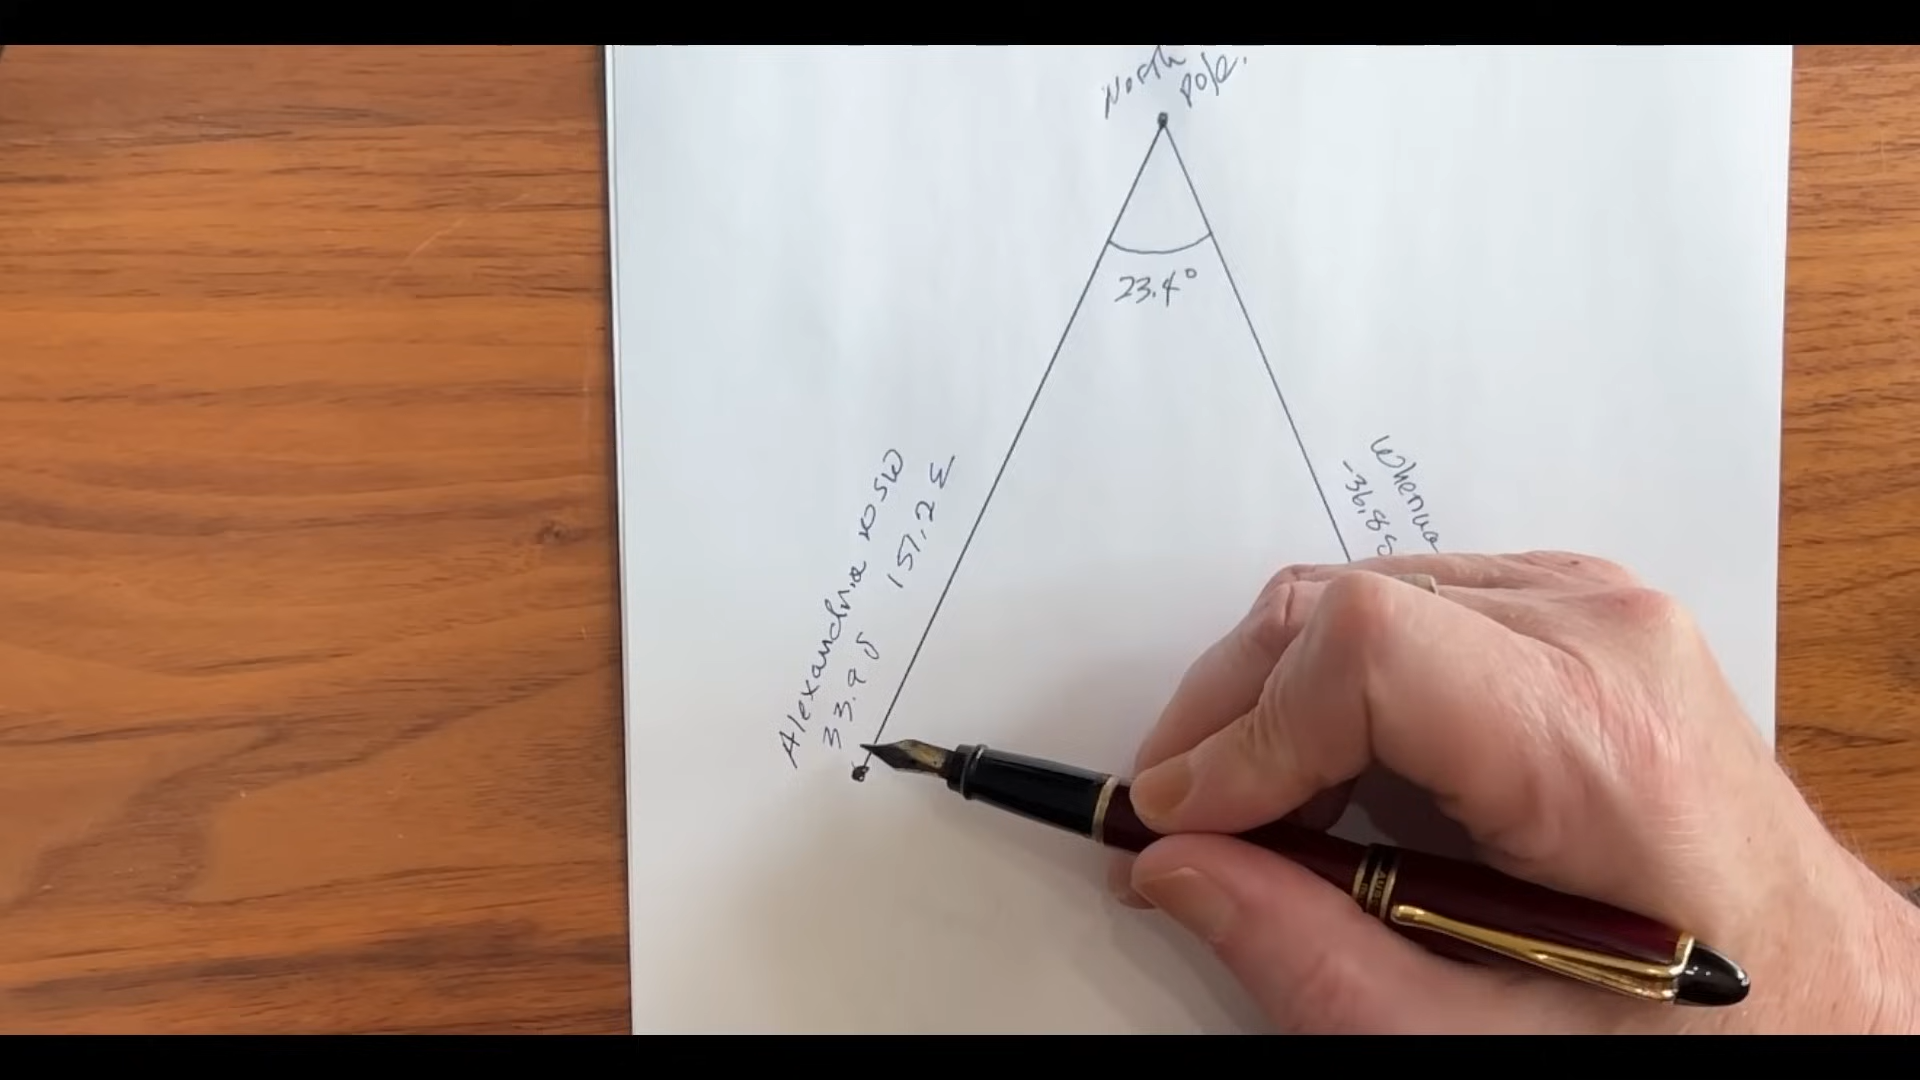 North
Pole.
23.4°
Alexandria NSW
33.9 S 151.2 E
Whenua
-36.8 S